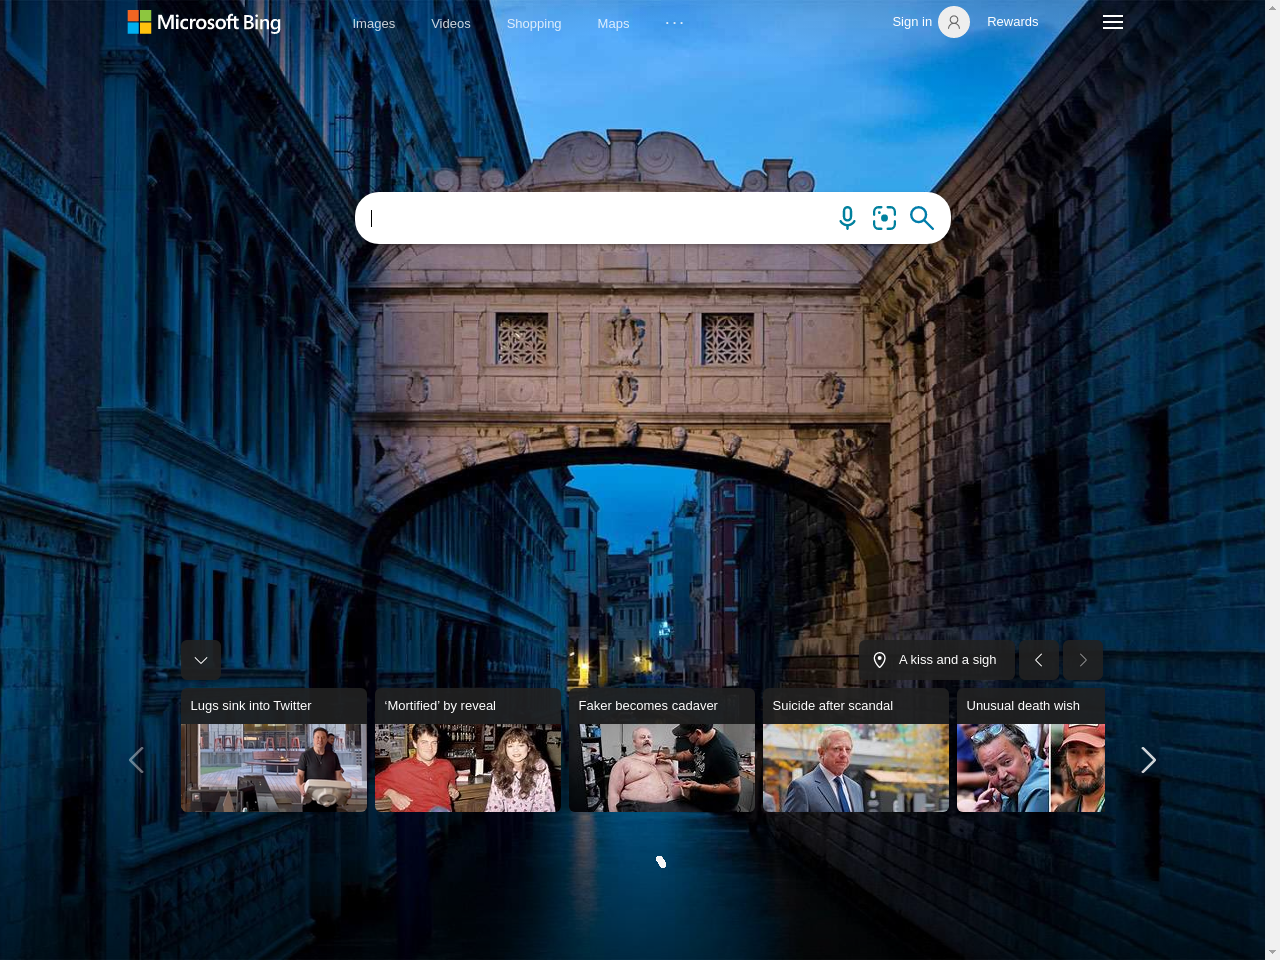 Microsoft Bing
Images
Videos
Shopping
Maps
Sign in
Rewards
A kiss and a sigh
Lugs sink into Twitter
‘Mortified’ by reveal
Faker becomes cadaver
Suicide after scandal
Unusual death wish